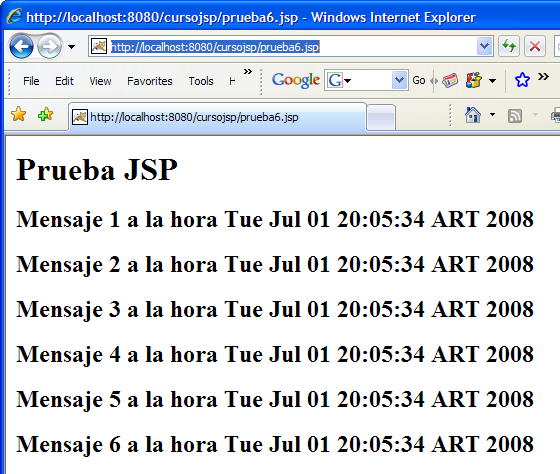 http://localhost:8080/cursojsp/prueba6.jsp - Windows Internet Explorer
http://localhost:8080/cursojsp/prueba6.jsp
File Edit View Favorites Tools H » Google G Go »
http://localhost:8080/cursojsp/prueba6.jsp
Prueba JSP
Mensaje 1 a la hora Tue Jul 01 20:05:34 ART 2008
Mensaje 2 a la hora Tue Jul 01 20:05:34 ART 2008
Mensaje 3 a la hora Tue Jul 01 20:05:34 ART 2008
Mensaje 4 a la hora Tue Jul 01 20:05:34 ART 2008
Mensaje 5 a la hora Tue Jul 01 20:05:34 ART 2008
Mensaje 6 a la hora Tue Jul 01 20:05:34 ART 2008